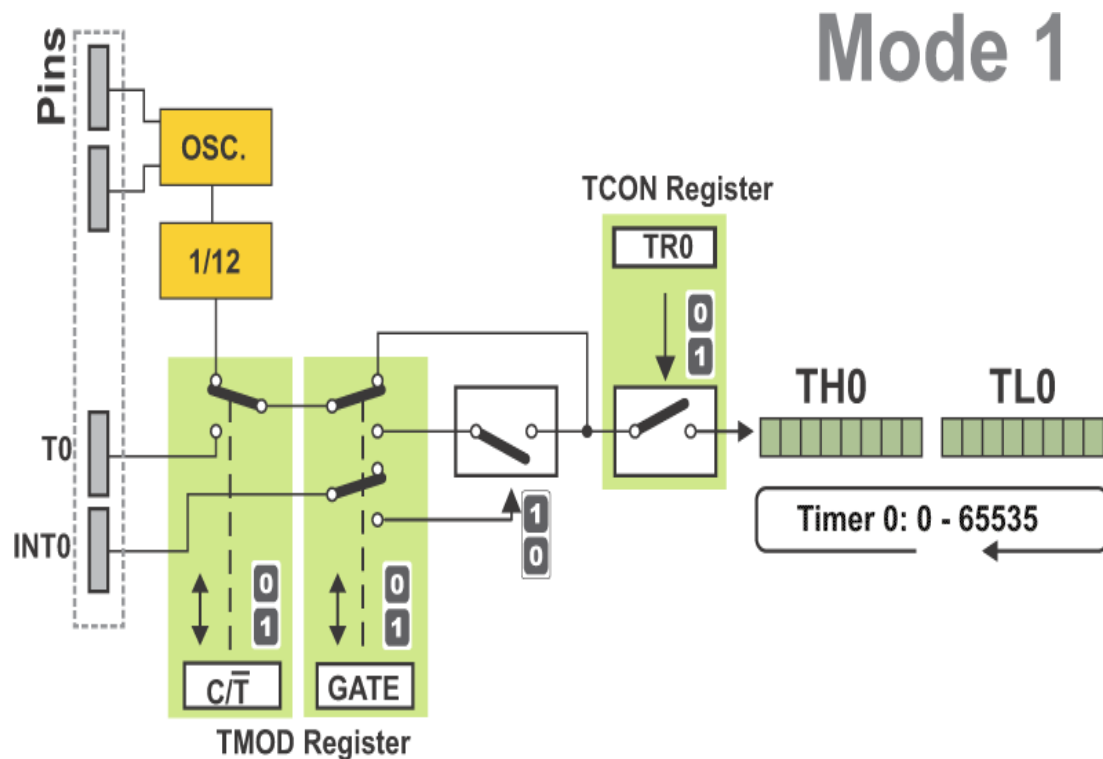 Mode 1
Pins
OSC.
1/12
TCON Register
TR0
0
1
TH0 TL0
T0
INT0
1
0
Timer 0: 0 - 65535
0
1
0
1
C/T̅
GATE
TMOD Register